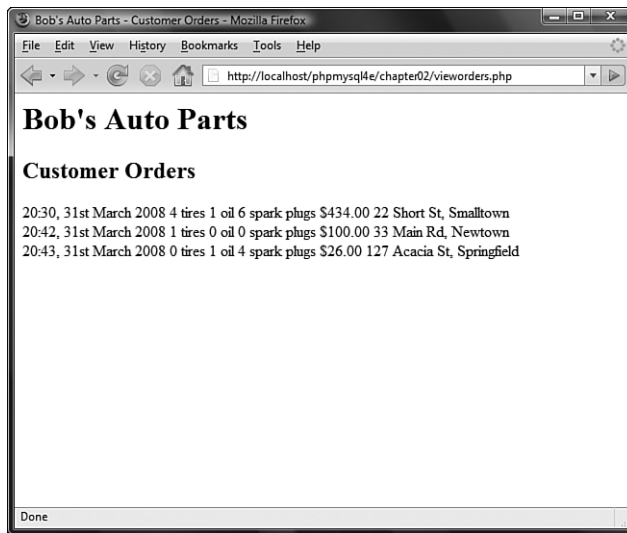 Bob's Auto Parts - Customer Orders - Mozilla Firefox
File Edit View History Bookmarks Tools Help
http://localhost/phpmysql4e/chapter02/vieworders.php
Bob's Auto Parts
Customer Orders
20:30, 31st March 2008 4 tires 1 oil 6 spark plugs $434.00 22 Short St, Smalltown
20:42, 31st March 2008 1 tires 0 oil 0 spark plugs $100.00 33 Main Rd, Newtown
20:43, 31st March 2008 0 tires 1 oil 4 spark plugs $26.00 127 Acacia St, Springfield
Done